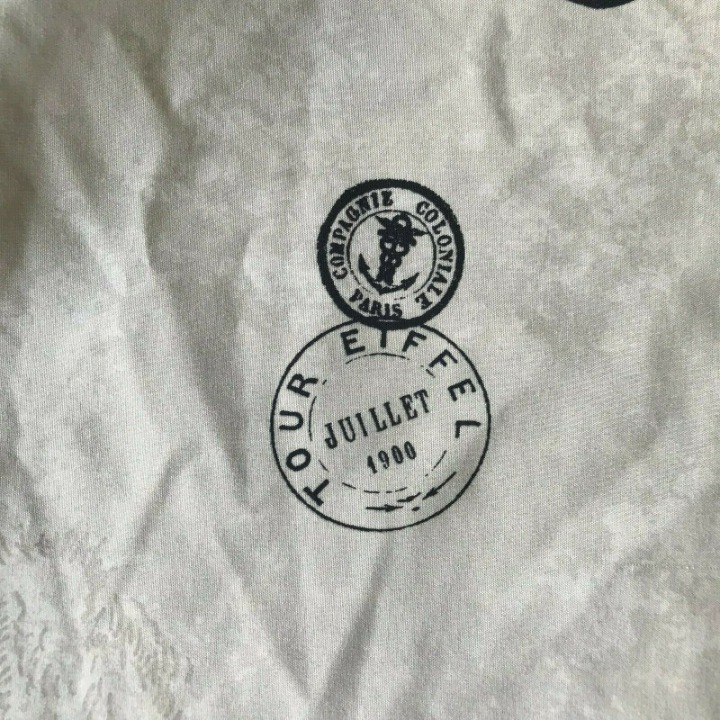 COMPAGNIE COLONIALE
PARIS
TOUR EIFFEL
JUILLET
1900